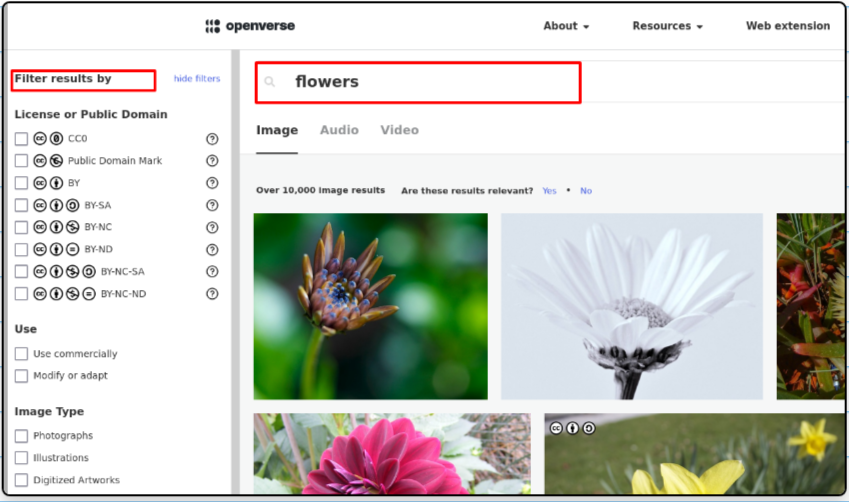 openverse
About
Resources
Web extension
Filter results by
hide filters
flowers
License or Public Domain
CC0
Public Domain Mark
BY
BY-SA
BY-NC
BY-ND
BY-NC-SA
BY-NC-ND
Use
Use commercially
Modify or adapt
Image Type
Photographs
Illustrations
Digitized Artworks
Image Audio Video
Over 10,000 image results Are these results relevant? Yes • No